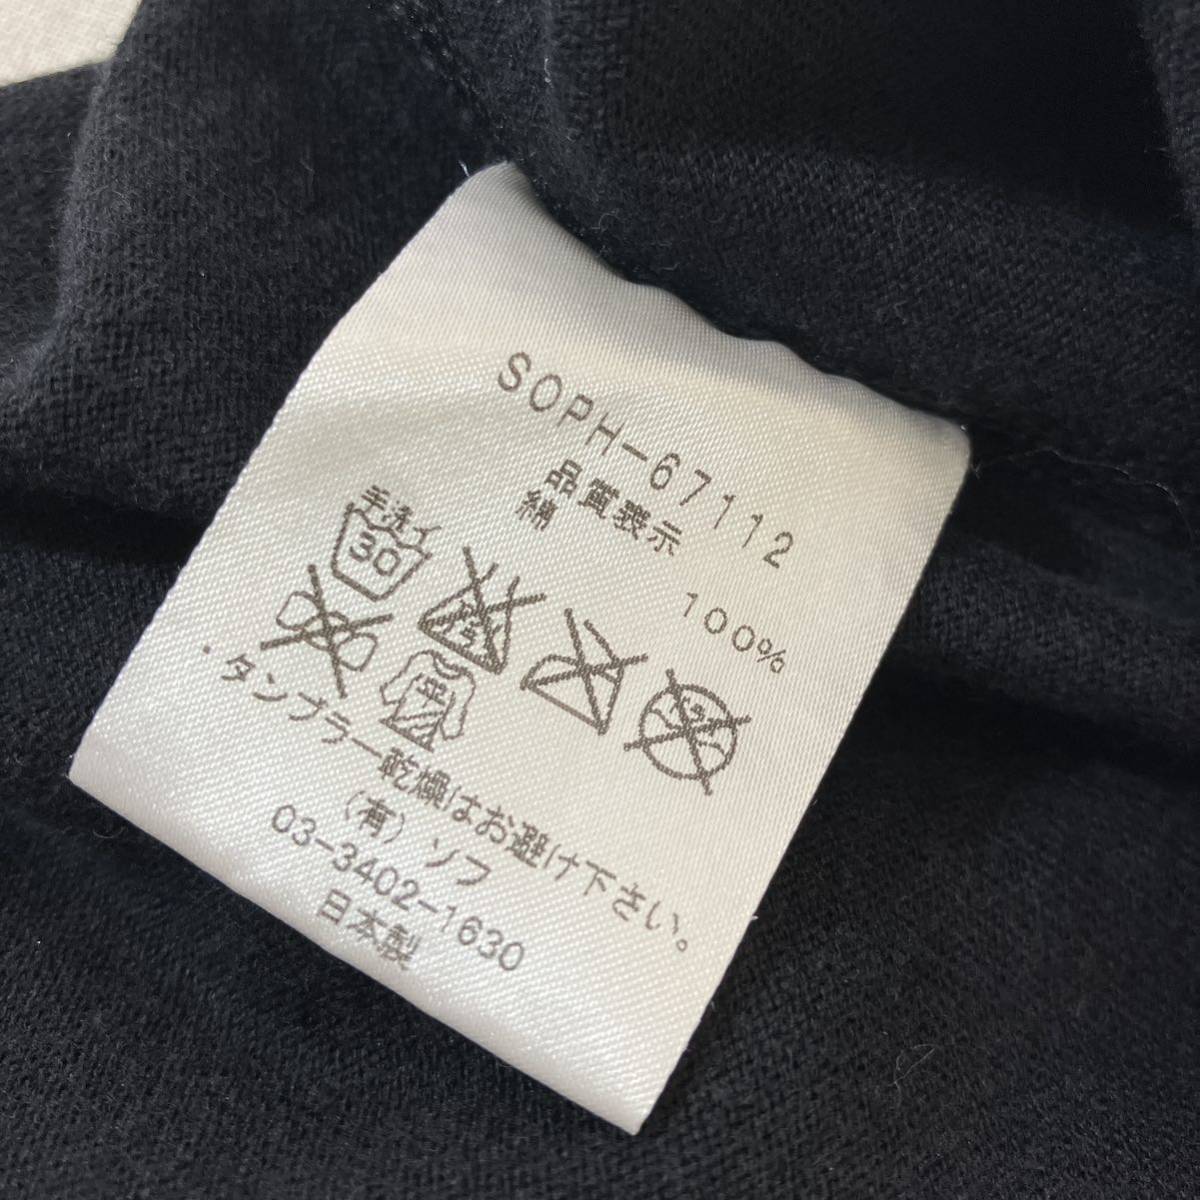 SOPH-67112
品質表示
綿 100%
手洗イ
30
平
・タンブラー乾燥はお避け下さい。
(有)ソフ
03-3402-1630
日本製